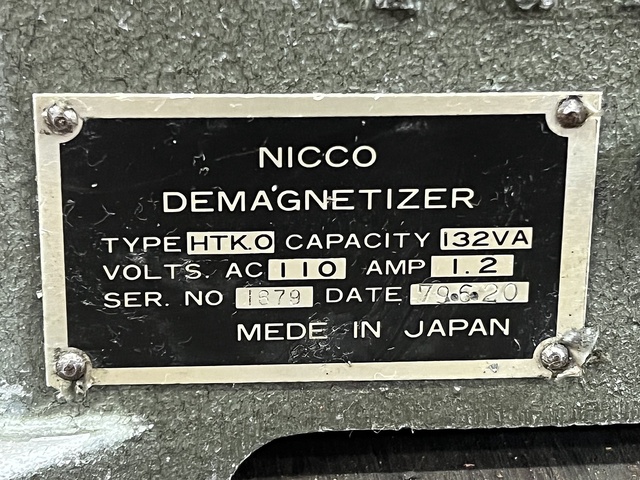 NICCO
DEMAGNETIZER
TYPE HTK.O CAPACITY 132VA
VOLTS. AC 110 AMP 1.2
SER. NO 1879 DATE 79.6.20
MEDE IN JAPAN